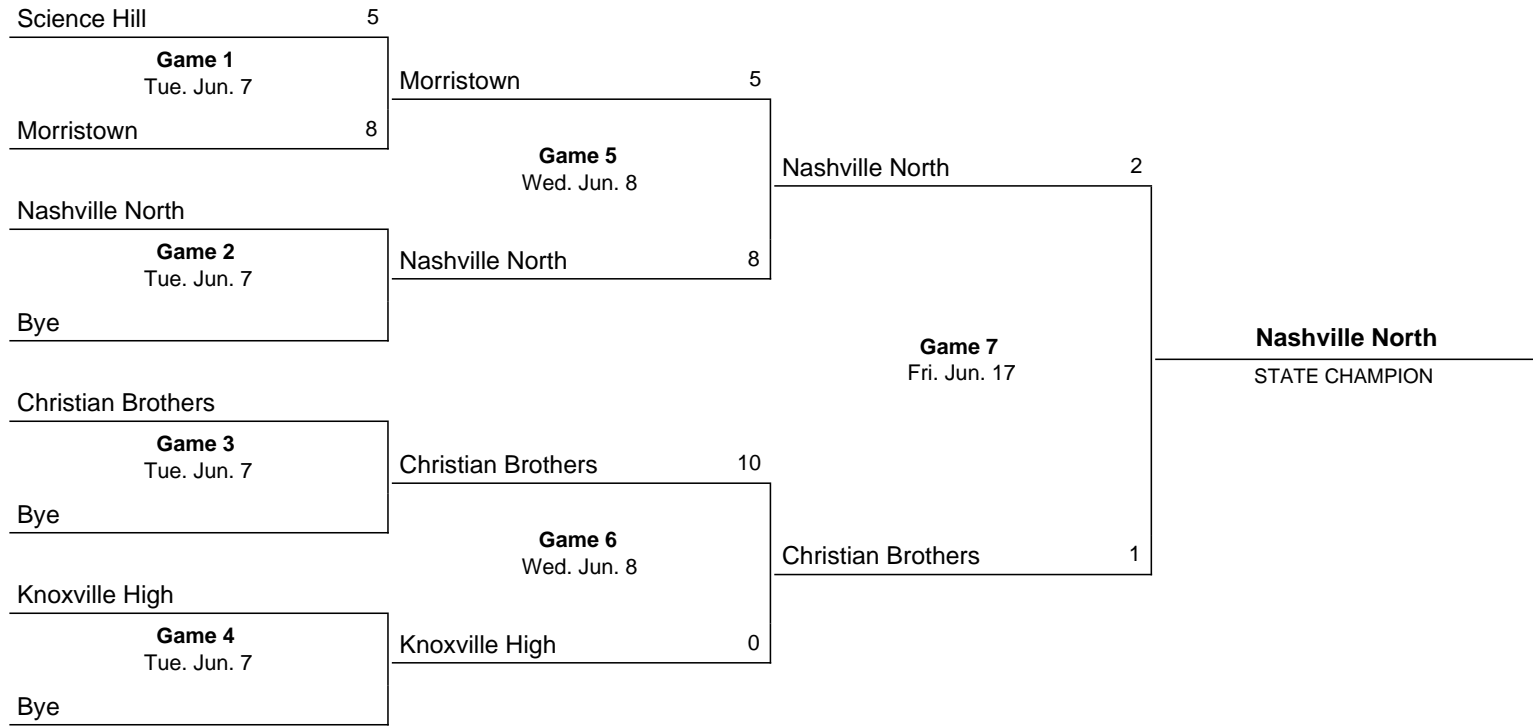 Science Hill 5
Game 1
Tue. Jun. 7
Morristown 8
Nashville North
Game 2
Tue. Jun. 7
Bye
Christian Brothers
Game 3
Tue. Jun. 7
Bye
Knoxville High
Game 4
Tue. Jun. 7
Bye
Morristown 5
Game 5
Wed. Jun. 8
Nashville North 8
Christian Brothers 10
Game 6
Wed. Jun. 8
Knoxville High 0
Nashville North 2
Game 7
Fri. Jun. 17
Christian Brothers 1
Nashville North
STATE CHAMPION